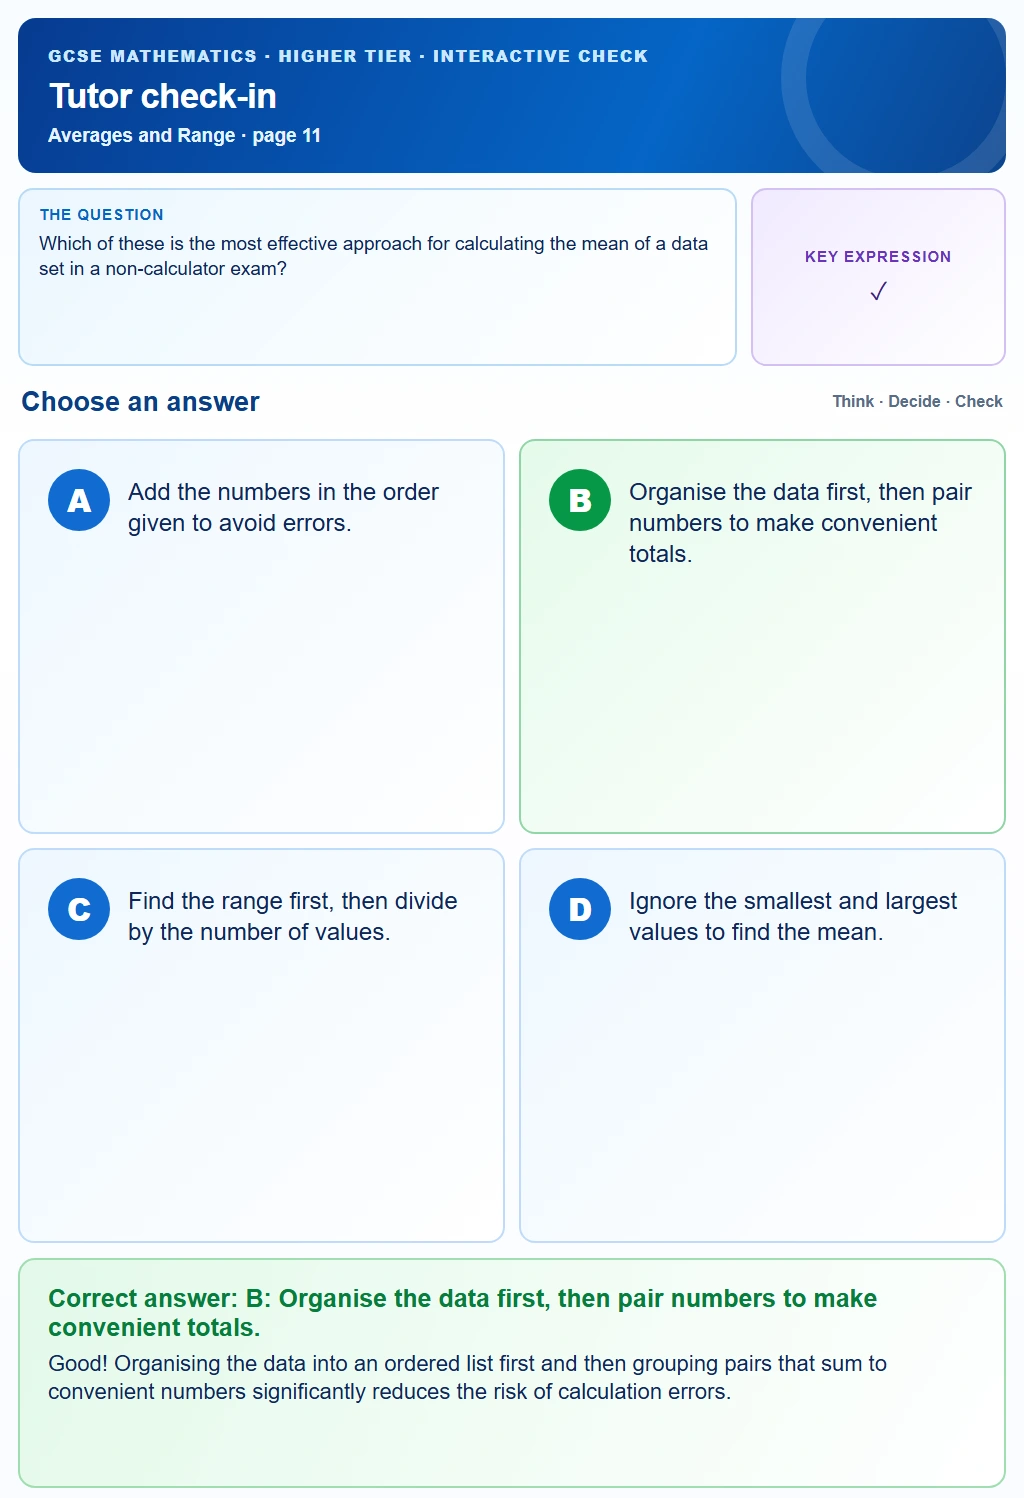 GCSE MATHEMATICS · HIGHER TIER · INTERACTIVE CHECK
Tutor check-in
Averages and Range · page 11
THE QUESTION
Which of these is the most effective approach for calculating the mean of a data
set in a non-calculator exam?
KEY EXPRESSION
✓
Choose an answer
Think · Decide · Check
A
Add the numbers in the order
given to avoid errors.
B
Organise the data first, then pair
numbers to make convenient
totals.
C
Find the range first, then divide
by the number of values.
D
Ignore the smallest and largest
values to find the mean.
Correct answer: B: Organise the data first, then pair numbers to make
convenient totals.
Good! Organising the data into an ordered list first and then grouping pairs that sum to
convenient numbers significantly reduces the risk of calculation errors.